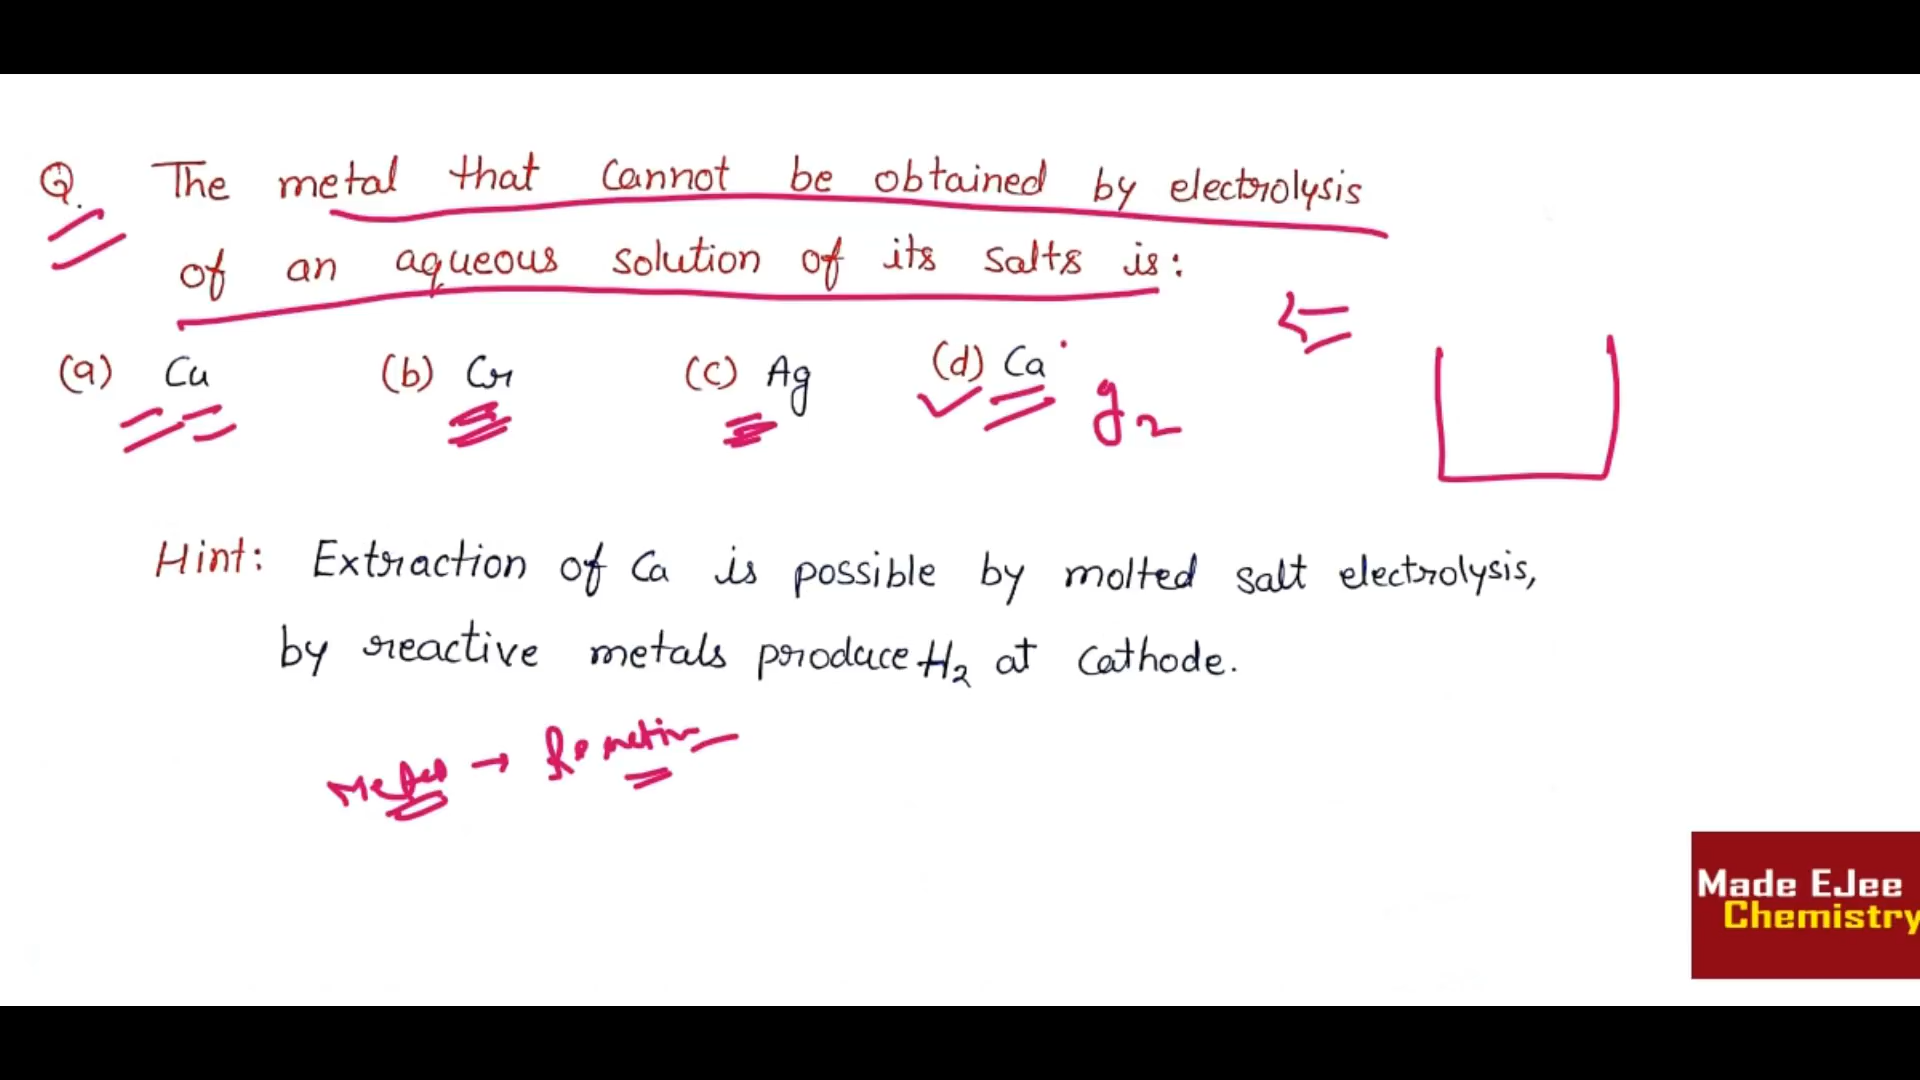 Q. The metal that cannot be obtained by electrolysis
of an aqueous solution of its salts is:
(a) Cu (b) Cr (c) Ag (d) Ca
Hint: Extraction of Ca is possible by molted salt electrolysis,
by reactive metals produce H₂ at cathode.
Metal →
Made EJee
Chemistry